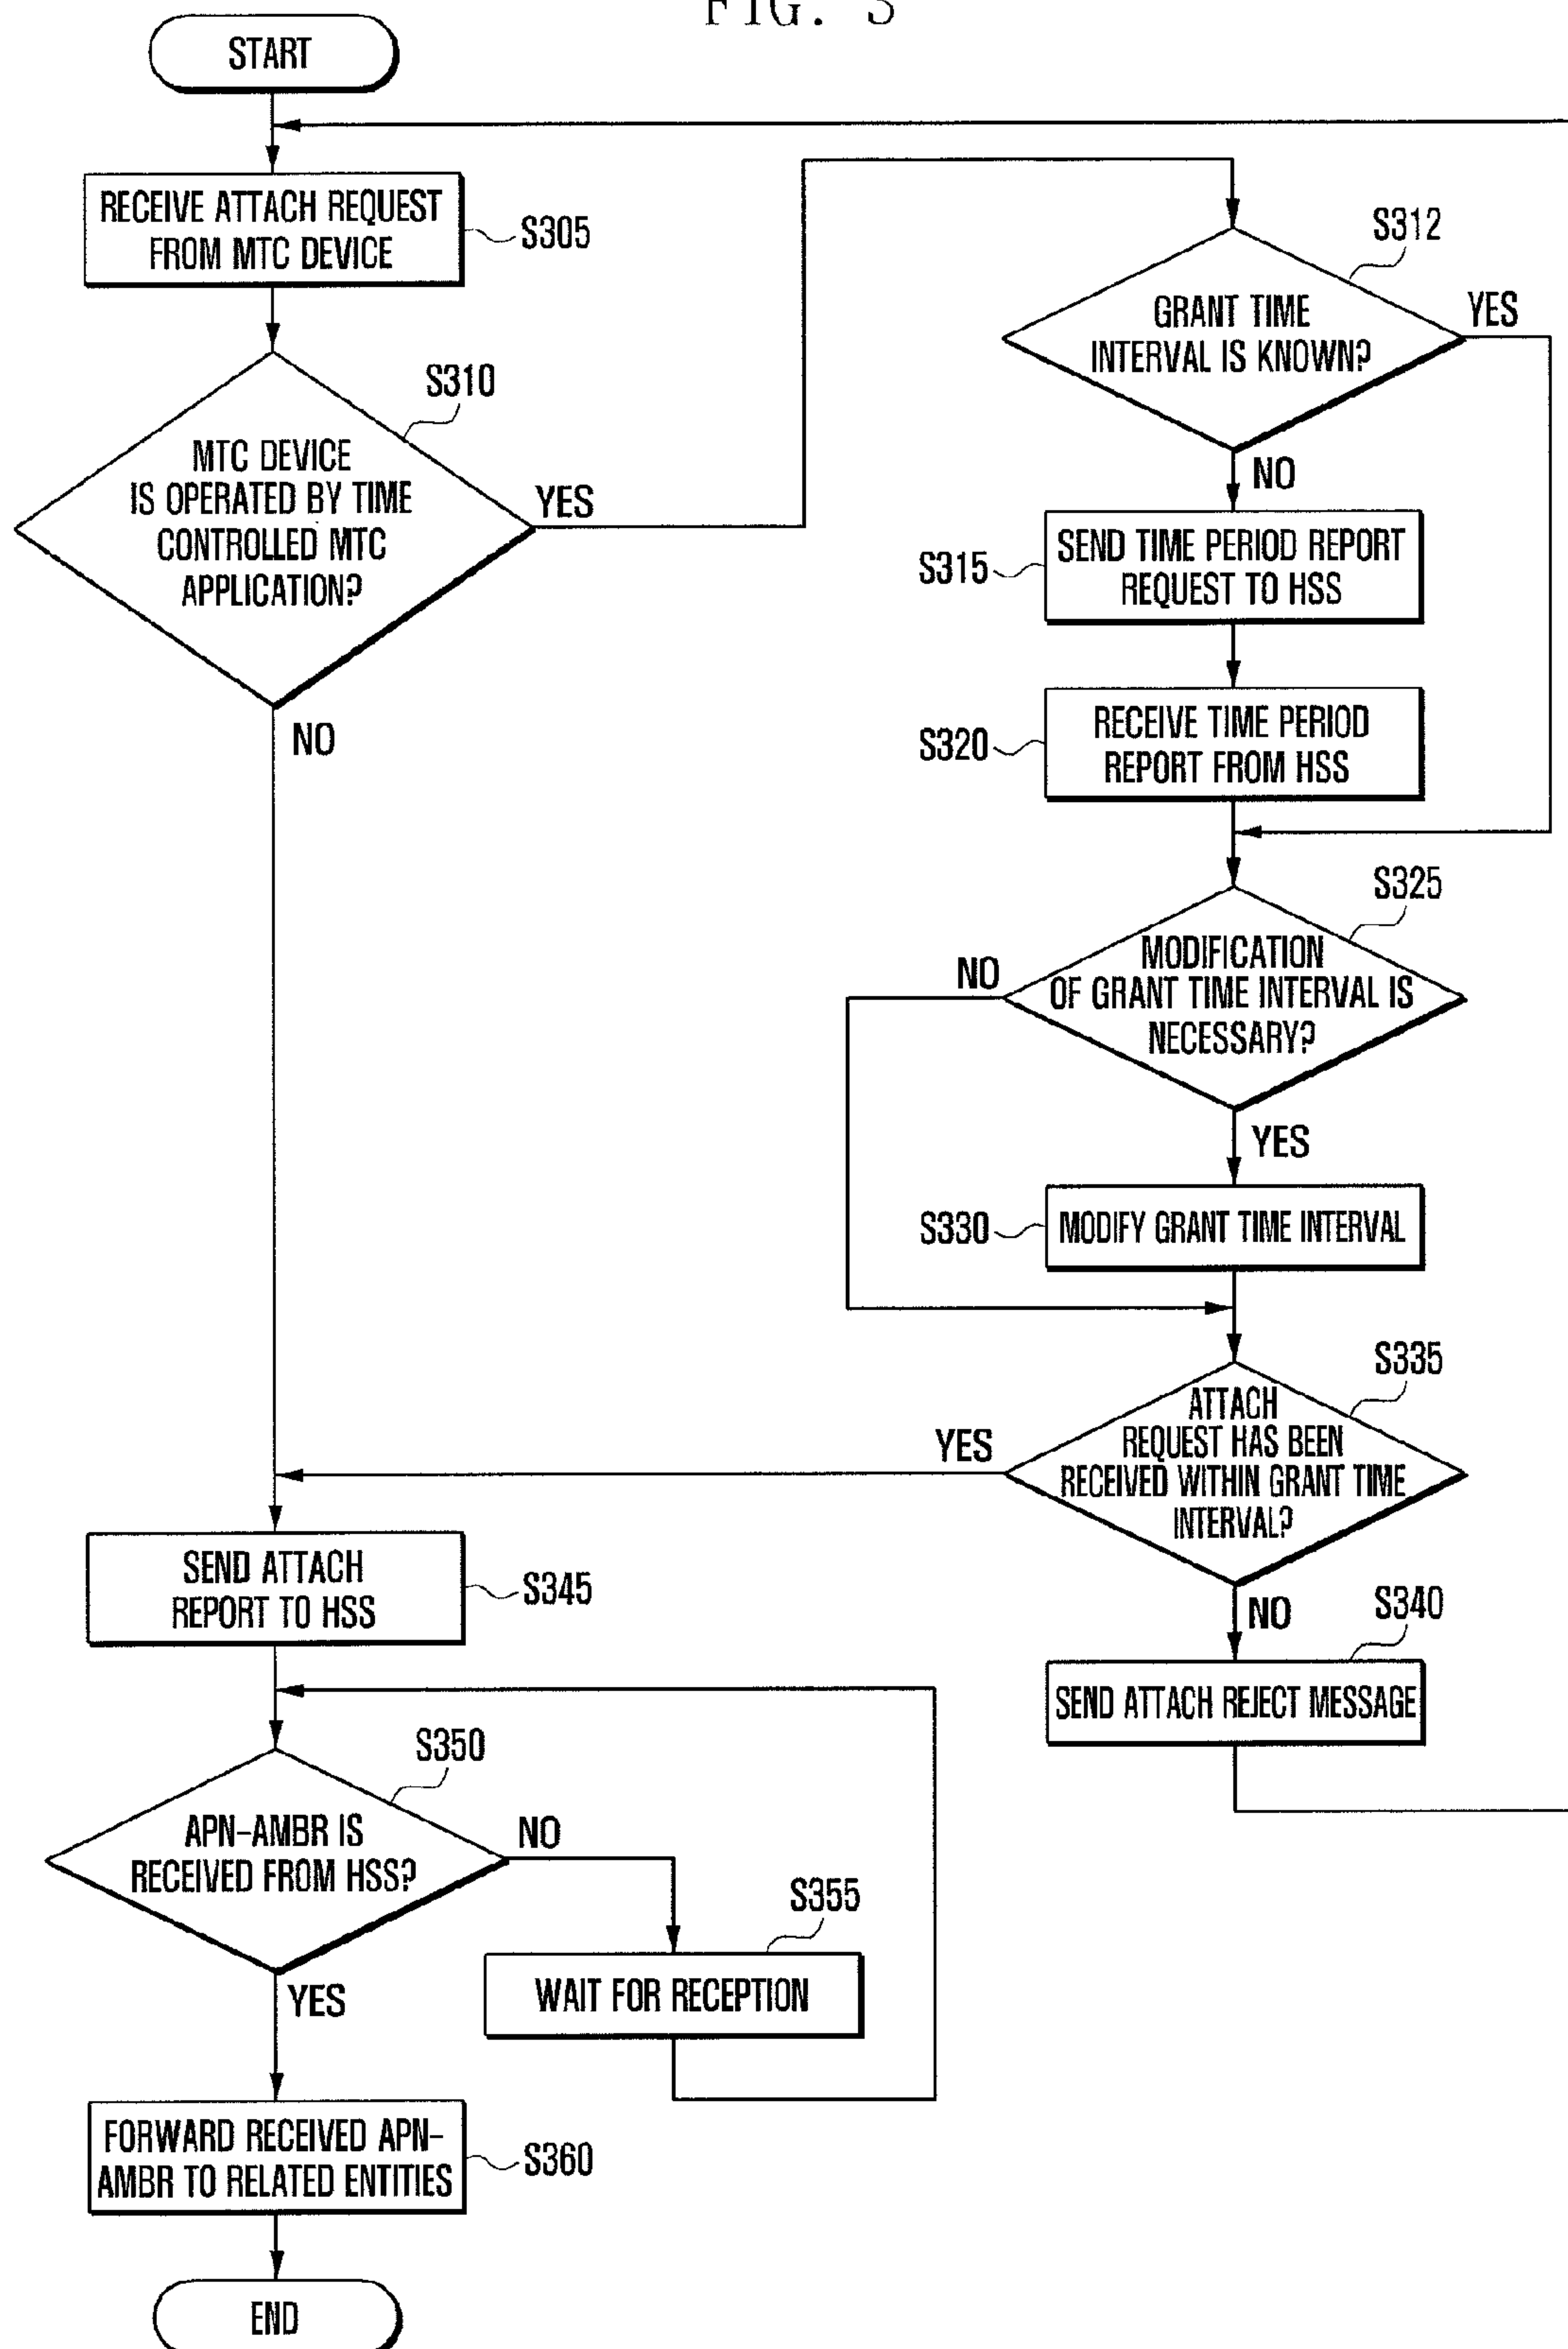 FIG. 3
START
RECEIVE ATTACH REQUEST
FROM MTC DEVICE
S305
S310
MTC DEVICE
IS OPERATED BY TIME
CONTROLLED MTC
APPLICATION?
YES
NO
S312
GRANT TIME
INTERVAL IS KNOWN?
YES
NO
S315
SEND TIME PERIOD REPORT
REQUEST TO HSS
S320
RECEIVE TIME PERIOD
REPORT FROM HSS
S325
MODIFICATION
OF GRANT TIME INTERVAL IS
NECESSARY?
NO
YES
S330
MODIFY GRANT TIME INTERVAL
S335
ATTACH
REQUEST HAS BEEN
RECEIVED WITHIN GRANT TIME
INTERVAL?
YES
NO
S340
SEND ATTACH REJECT MESSAGE
SEND ATTACH
REPORT TO HSS
S345
S350
APN-AMBR IS
RECEIVED FROM HSS?
NO
YES
S355
WAIT FOR RECEPTION
FORWARD RECEIVED APN-
AMBR TO RELATED ENTITIES
S360
END